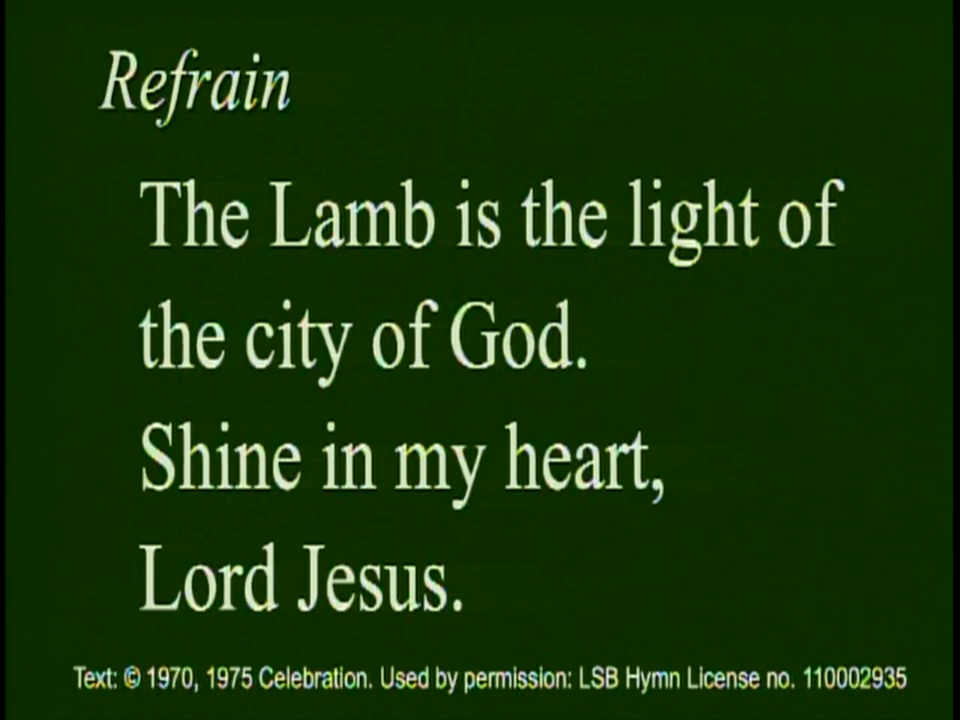 Refrain
The Lamb is the light of
the city of God.
Shine in my heart,
Lord Jesus.
Text: © 1970, 1975 Celebration. Used by permission: LSB Hymn License no. 110002935